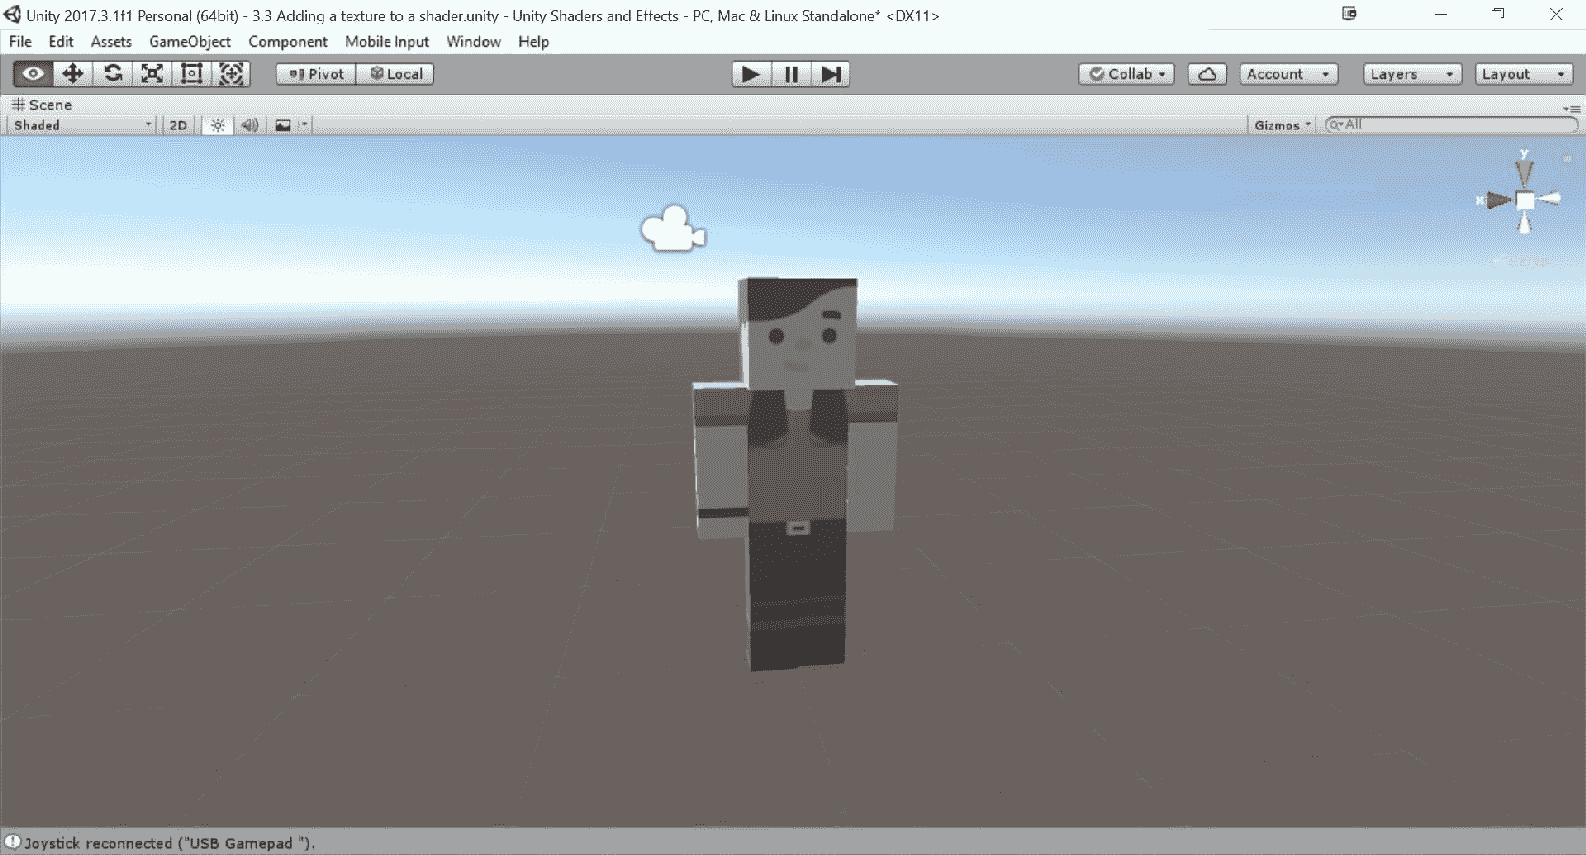 Unity 2017.3.1f1 Personal (64bit) - 3.3 Adding a texture to a shader.unity - Unity Shaders and Effects - PC, Mac & Linux Standalone* <DX11>
File Edit Assets GameObject Component Mobile Input Window Help
Pivot Local Collab Account Layers Layout
Scene
Shaded 2D Gizmos All
y
x
Joystick reconnected ("USB Gamepad ").